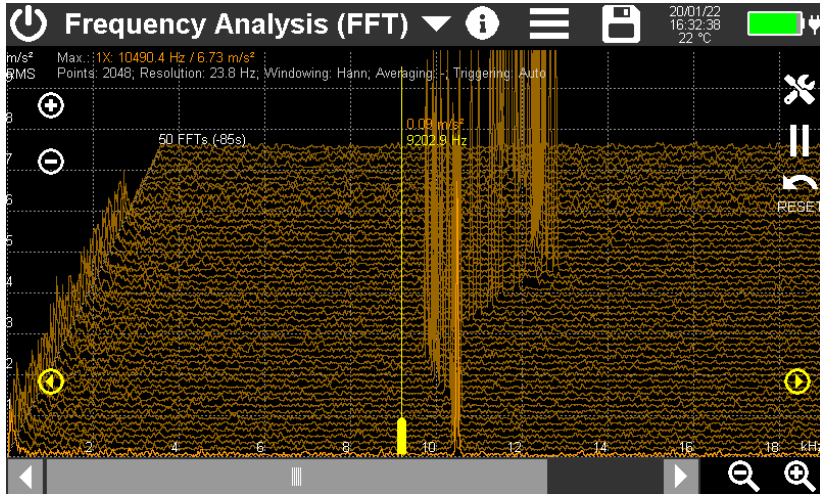 Frequency Analysis (FFT)
20/01/22
16:32:38
22 °C
m/s²
RMS
Max.: 1X: 10490.4 Hz / 6.73 m/s²
Points: 2048; Resolution: 23.8 Hz; Windowing: Hann; Averaging: -; Triggering: Auto
9
8
0.09 m/s²
50 FFTs (-85s)
9202.9 Hz
7
RESET
6
5
4
3
2
2 4 6 8 10 12 14 16 18 kHz